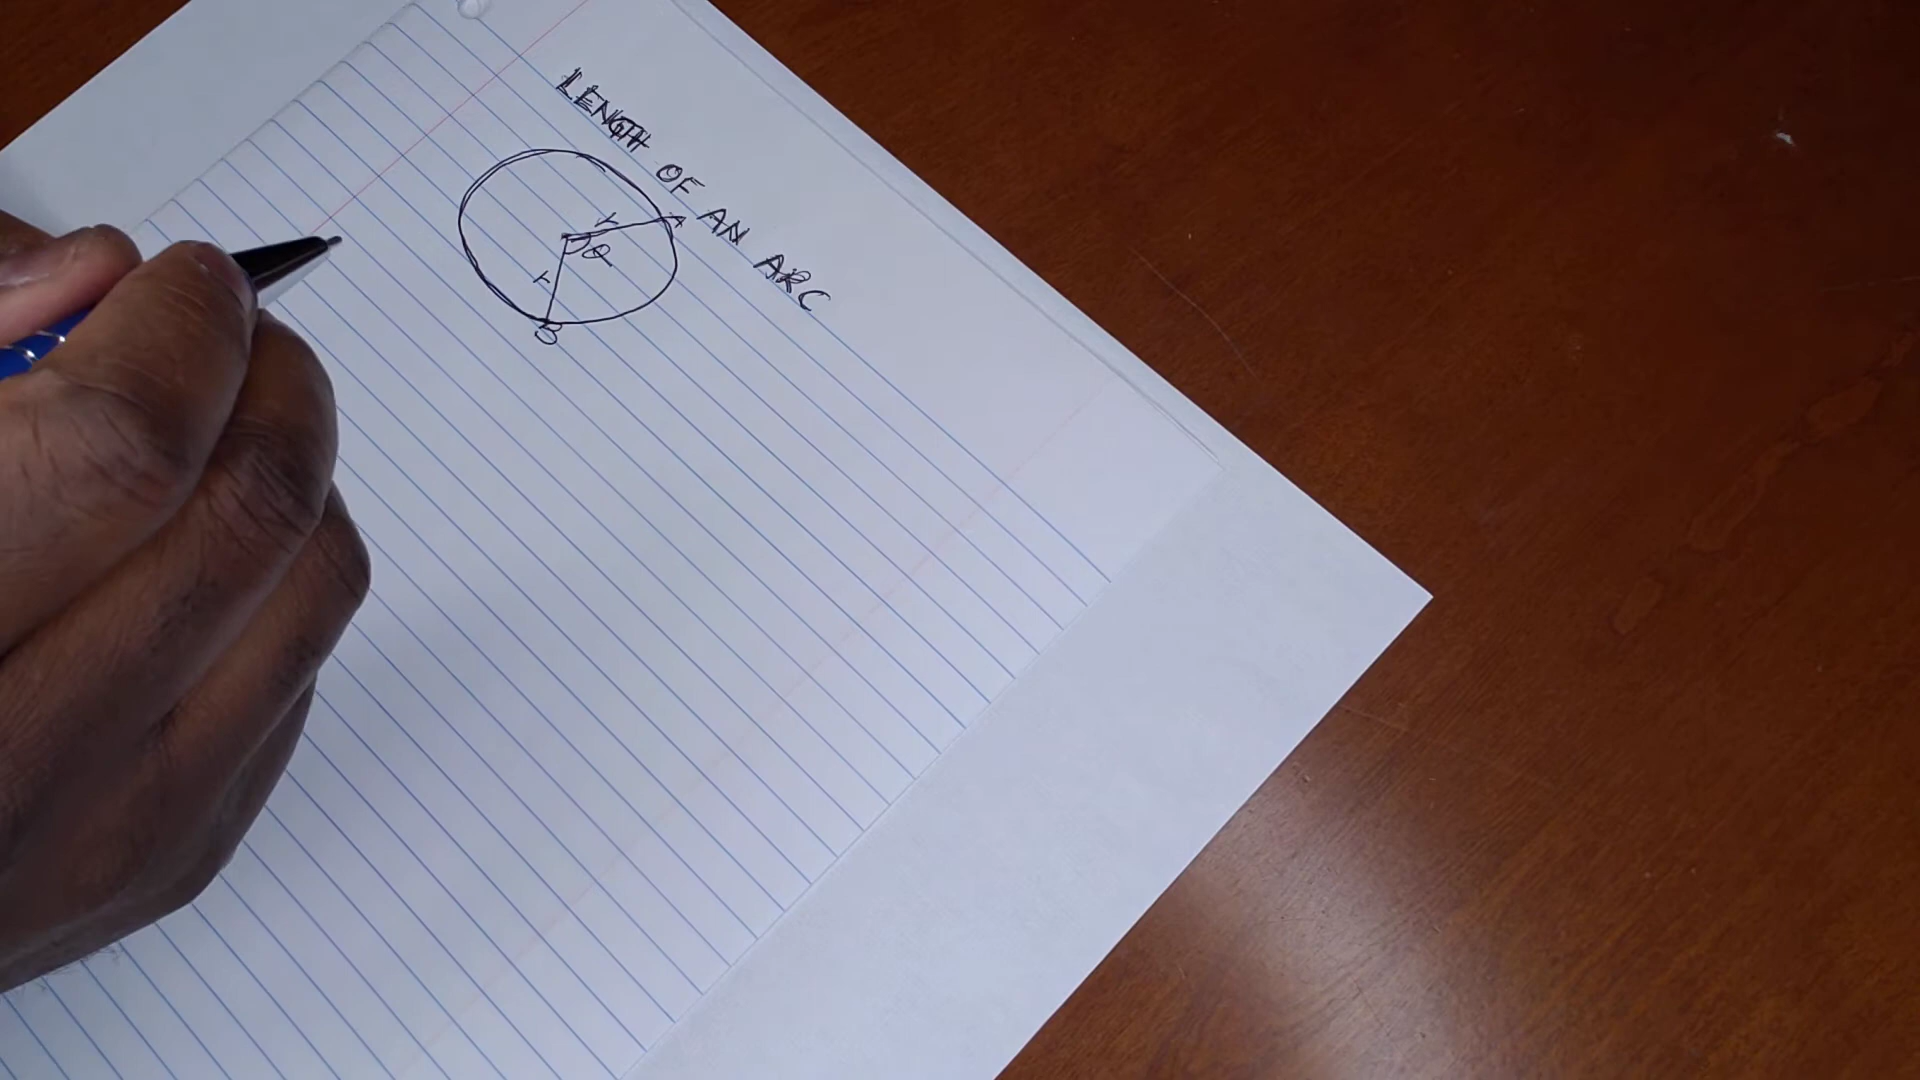 LENGTH OF AN ARC
r
A
θ
r
B